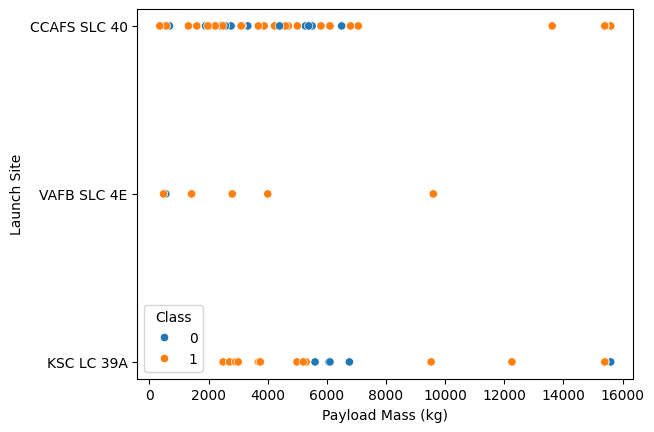 CCAFS SLC 40
VAFB SLC 4E
KSC LC 39A
Launch Site
Class
0
1
0
2000
4000
6000
8000
10000
12000
14000
16000
Payload Mass (kg)